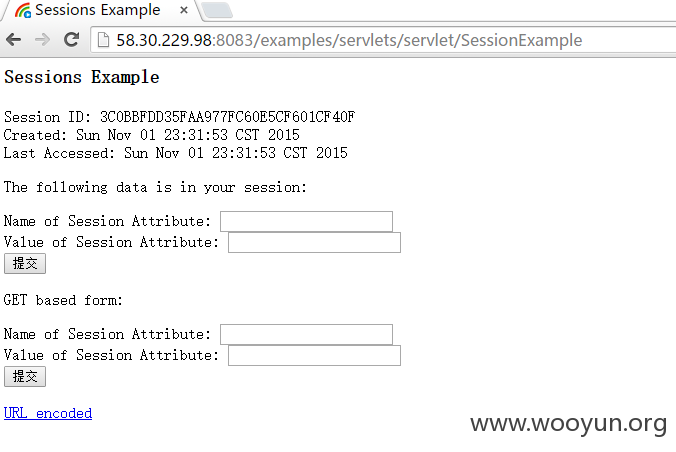 Sessions Example
58.30.229.98:8083/examples/servlets/servlet/SessionExample
Sessions Example
Session ID: 3C0BBFDD35FAA977FC60E5CF601CF40F
Created: Sun Nov 01 23:31:53 CST 2015
Last Accessed: Sun Nov 01 23:31:53 CST 2015
The following data is in your session:
Name of Session Attribute:
Value of Session Attribute:
提交
GET based form:
Name of Session Attribute:
Value of Session Attribute:
提交
URL encoded
www.wooyun.org